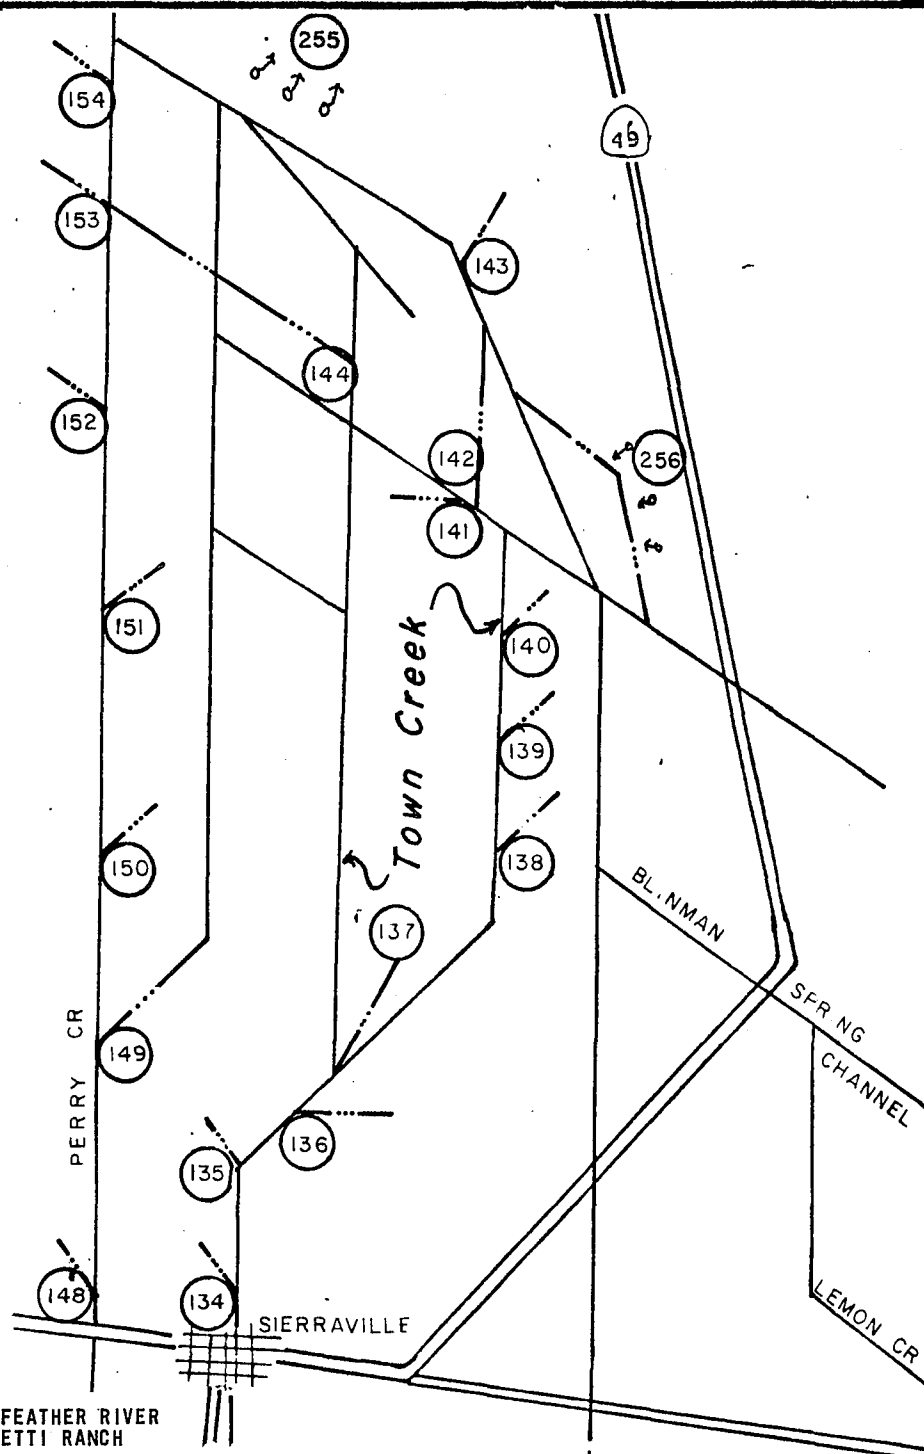 255
154
49
153
143
144
152
142
256
141
151
140
Town Creek
139
138
150
BL.NMAN
137
SPR NG
PERRY CR
149
CHANNEL
136
135
148
134
SIERRAVILLE
LEMON CR
FEATHER RIVER
ETTI RANCH